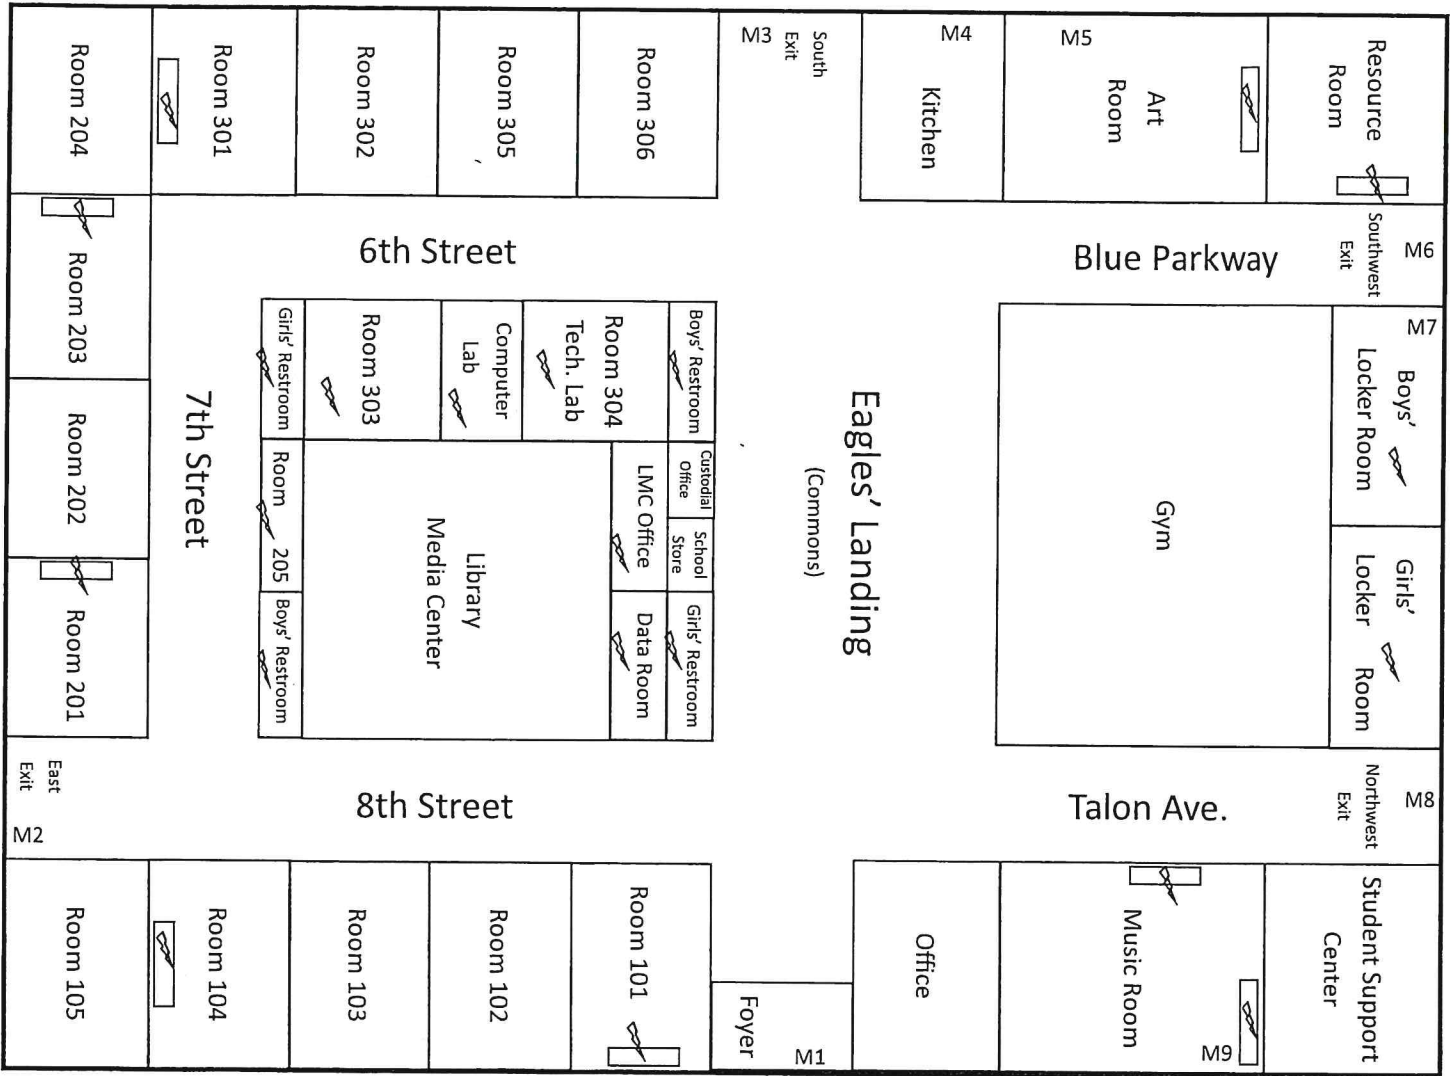 Room 204
Room 301
Room 302
Room 305
Room 306
M3
South
Exit
M4
Kitchen
M5
Art
Room
Resource
Room
6th Street
Blue Parkway
Southwest
Exit
M6
Room 203
Girls' Restroom
Room 303
Computer
Lab
Room 304
Tech. Lab
Boys' Restroom
M7
Boys'
Locker Room
Room 202
7th Street
Room 205
Library
Media Center
LMC Office
Custodial
Office
School
Store
Eagles' Landing
(Commons)
Gym
Girls'
Locker Room
Room 201
Boys' Restroom
Data Room
Girls' Restroom
East
Exit
M2
8th Street
Talon Ave.
Northwest
Exit
M8
Room 105
Room 104
Room 103
Room 102
Room 101
Foyer
M1
Office
Music Room
M9
Student Support
Center